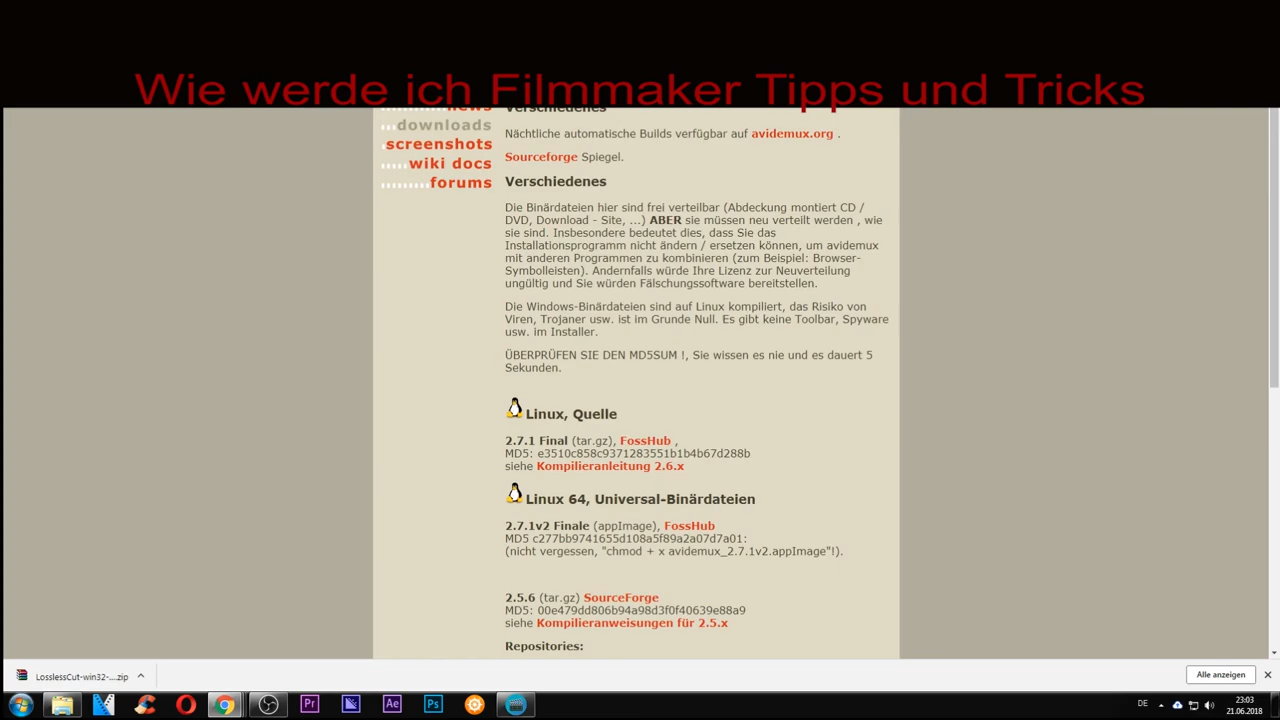 Wie werde ich Filmmaker Tipps und Tricks
news
Verschiedenes
downloads
screenshots
wiki docs
forums
Nächtliche automatische Builds verfügbar auf avidemux.org .
Sourceforge Spiegel.
Verschiedenes
Die Binärdateien hier sind frei verteilbar (Abdeckung montiert CD /
DVD, Download - Site, ...) ABER sie müssen neu verteilt werden , wie
sie sind. Insbesondere bedeutet dies, dass Sie das
Installationsprogramm nicht ändern / ersetzen können, um avidemux
mit anderen Programmen zu kombinieren (zum Beispiel: Browser-
Symbolleisten). Andernfalls würde Ihre Lizenz zur Neuverteilung
ungültig und Sie würden Fälschungssoftware bereitstellen.
Die Windows-Binärdateien sind auf Linux kompiliert, das Risiko von
Viren, Trojaner usw. ist im Grunde Null. Es gibt keine Toolbar, Spyware
usw. im Installer.
ÜBERPRÜFEN SIE DEN MD5SUM !, Sie wissen es nie und es dauert 5
Sekunden.
Linux, Quelle
2.7.1 Final (tar.gz), FossHub ,
MD5: e3510c858c9371283551b1b4b67d288b
siehe Kompilieranleitung 2.6.x
Linux 64, Universal-Binärdateien
2.7.1v2 Finale (appImage), FossHub
MD5 c277bb9741655d108a5f89a2a07d7a01:
(nicht vergessen, "chmod + x avidemux_2.7.1v2.appImage"!).
2.5.6 (tar.gz) SourceForge
MD5: 00e479dd806b94a98d3f0f40639e88a9
siehe Kompilieranweisungen für 2.5.x
Repositories:
LosslessCut-win32-....zip
Alle anzeigen
Pr
Ae
Ps
DE
23:03
21.06.2018